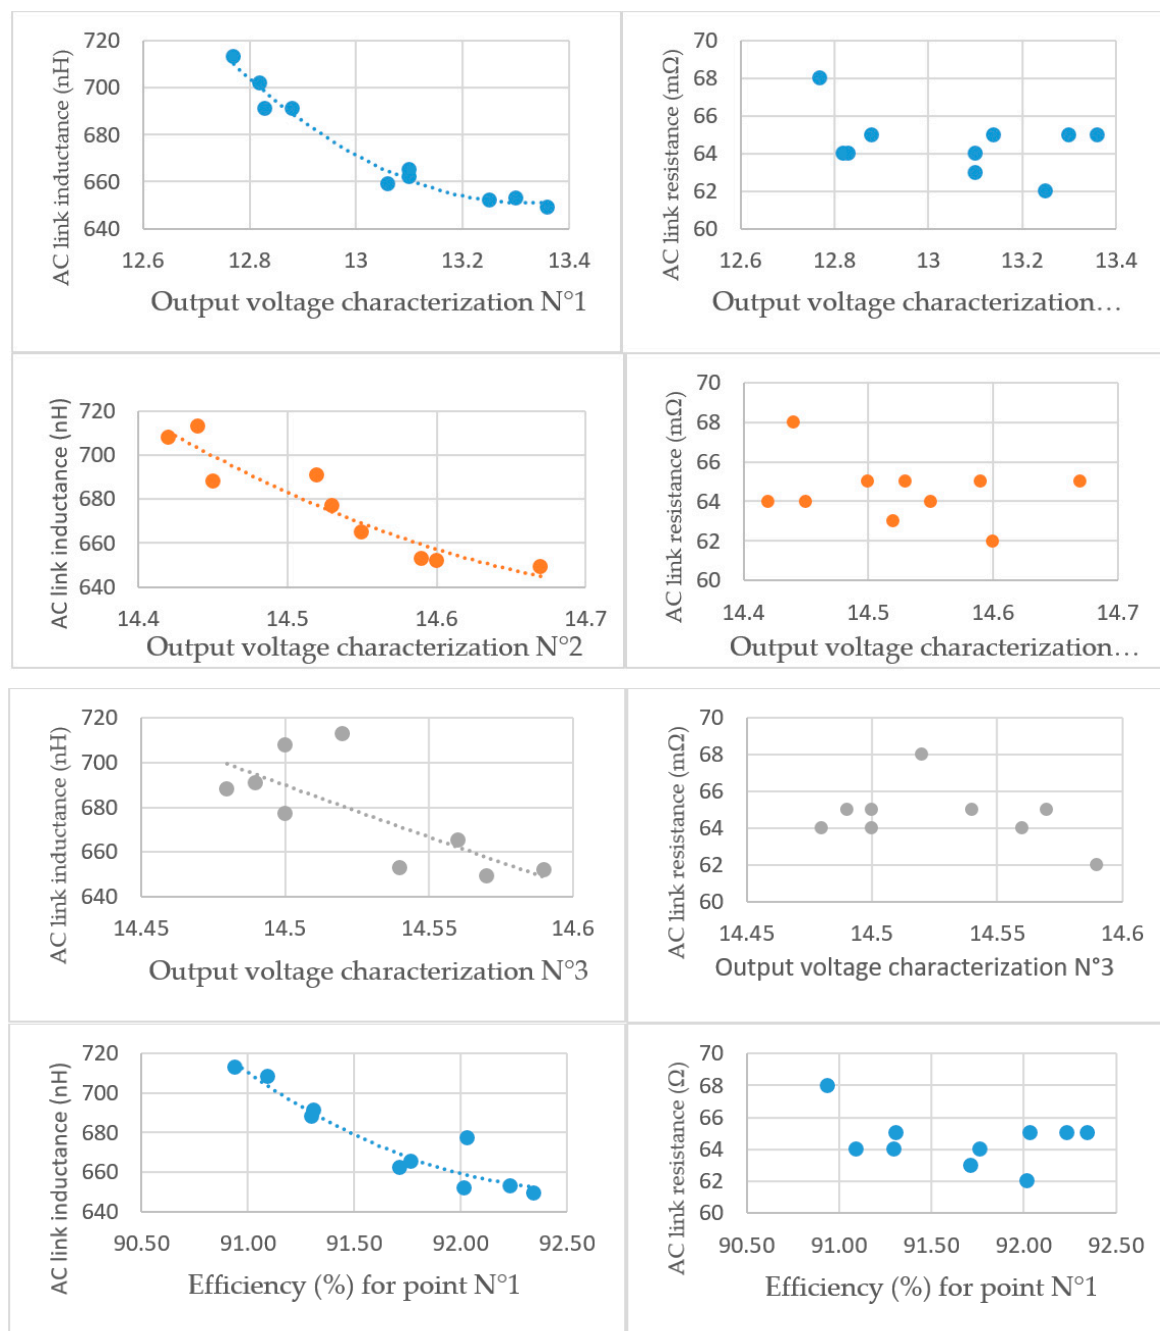 AC link inductance (nH)
720
700
680
660
640
12.6 12.8 13 13.2 13.4
Output voltage characterization N°1
AC link resistance (mΩ)
70
68
66
64
62
60
12.6 12.8 13 13.2 13.4
Output voltage characterization…
AC link inductance (nH)
720
700
680
660
640
14.4 14.5 14.6 14.7
Output voltage characterization N°2
AC link resistance (mΩ)
70
68
66
64
62
60
14.4 14.5 14.6 14.7
Output voltage characterization…
AC link inductance (nH)
720
700
680
660
640
14.45 14.5 14.55 14.6
Output voltage characterization N°3
AC link resistance (mΩ)
70
68
66
64
62
60
14.45 14.5 14.55 14.6
Output voltage characterization N°3
AC link inductance (nH)
720
700
680
660
640
90.50 91.00 91.50 92.00 92.50
Efficiency (%) for point N°1
AC link resistance (Ω)
70
68
66
64
62
60
90.50 91.00 91.50 92.00 92.50
Efficiency (%) for point N°1